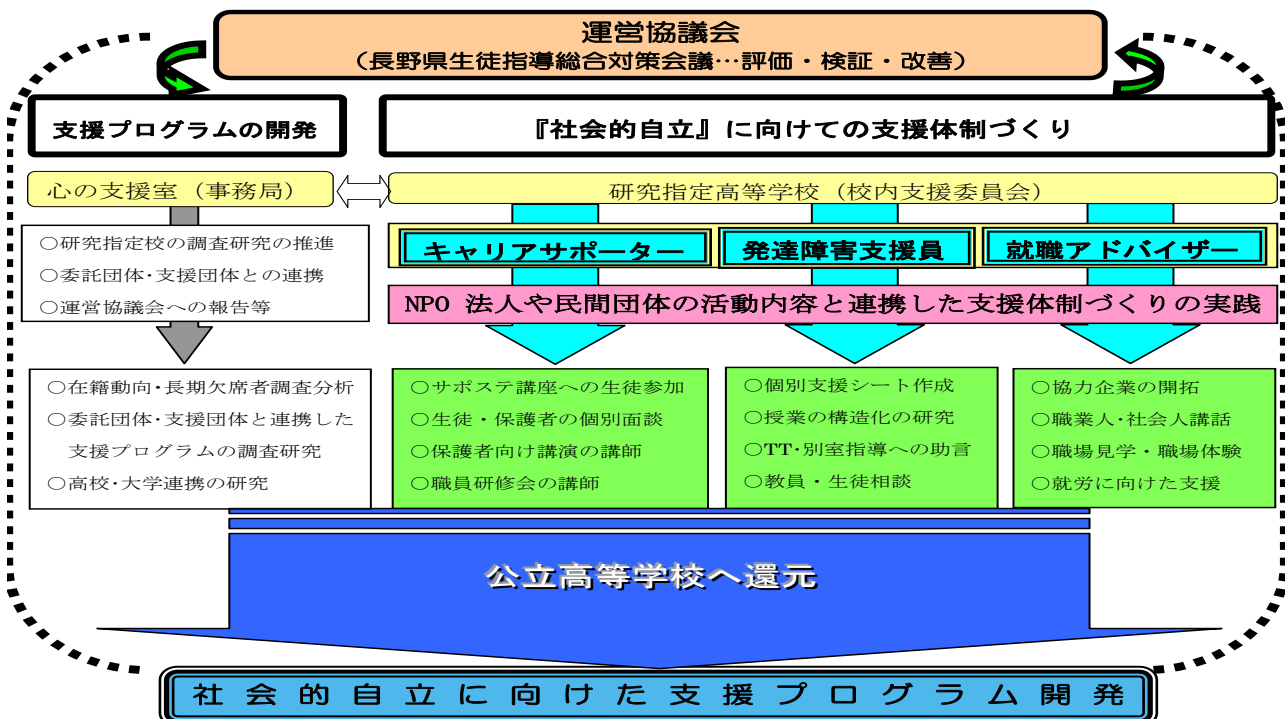 運営協議会
（長野県生徒指導総合対策会議…評価・検証・改善）
支援プログラムの開発
『社会的自立』に向けての支援体制づくり
心の支援室（事務局）
研究指定高等学校（校内支援委員会）
○研究指定校の調査研究の推進
○委託団体・支援団体との連携
○運営協議会への報告等
キャリアサポーター
発達障害支援員
就職アドバイザー
NPO 法人や民間団体の活動内容と連携した支援体制づくりの実践
○在籍動向・長期欠席者調査分析
○委託団体・支援団体と連携した
支援プログラムの調査研究
○高校・大学連携の研究
○サポステ講座への生徒参加
○生徒・保護者の個別面談
○保護者向け講演の講師
○職員研修会の講師
○個別支援シート作成
○授業の構造化の研究
○TT・別室指導への助言
○教員・生徒相談
○協力企業の開拓
○職業人・社会人講話
○職場見学・職場体験
○就労に向けた支援
公立高等学校へ還元
社会的自立に向けた支援プログラム開発